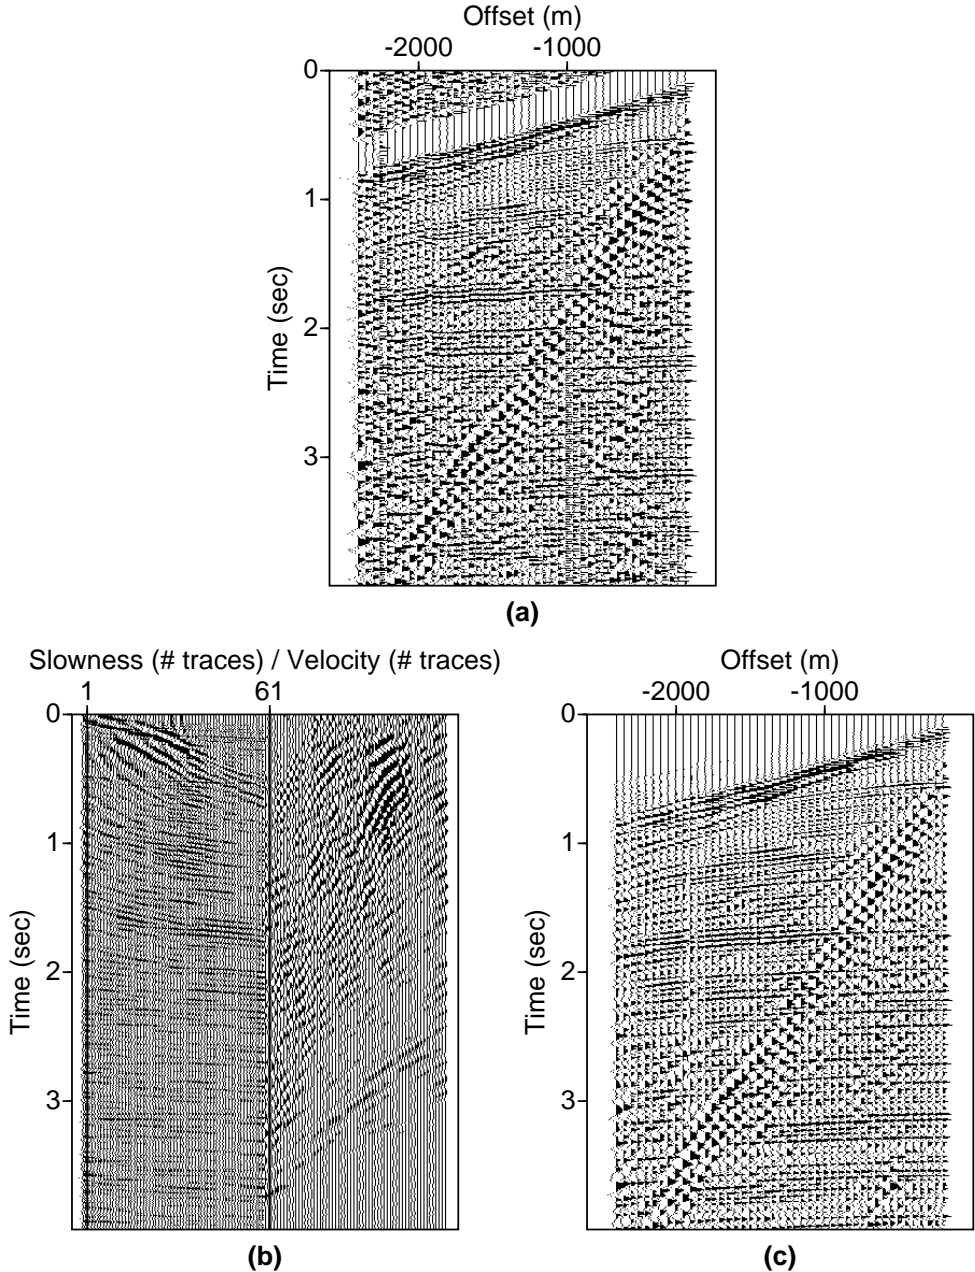 Offset (m)
-2000 -1000
0
1
2
3
Time (sec)
(a)
Slowness (# traces) / Velocity (# traces)
1 61
0
1
2
3
Time (sec)
(b)
Offset (m)
-2000 -1000
0
1
2
3
Time (sec)
(c)